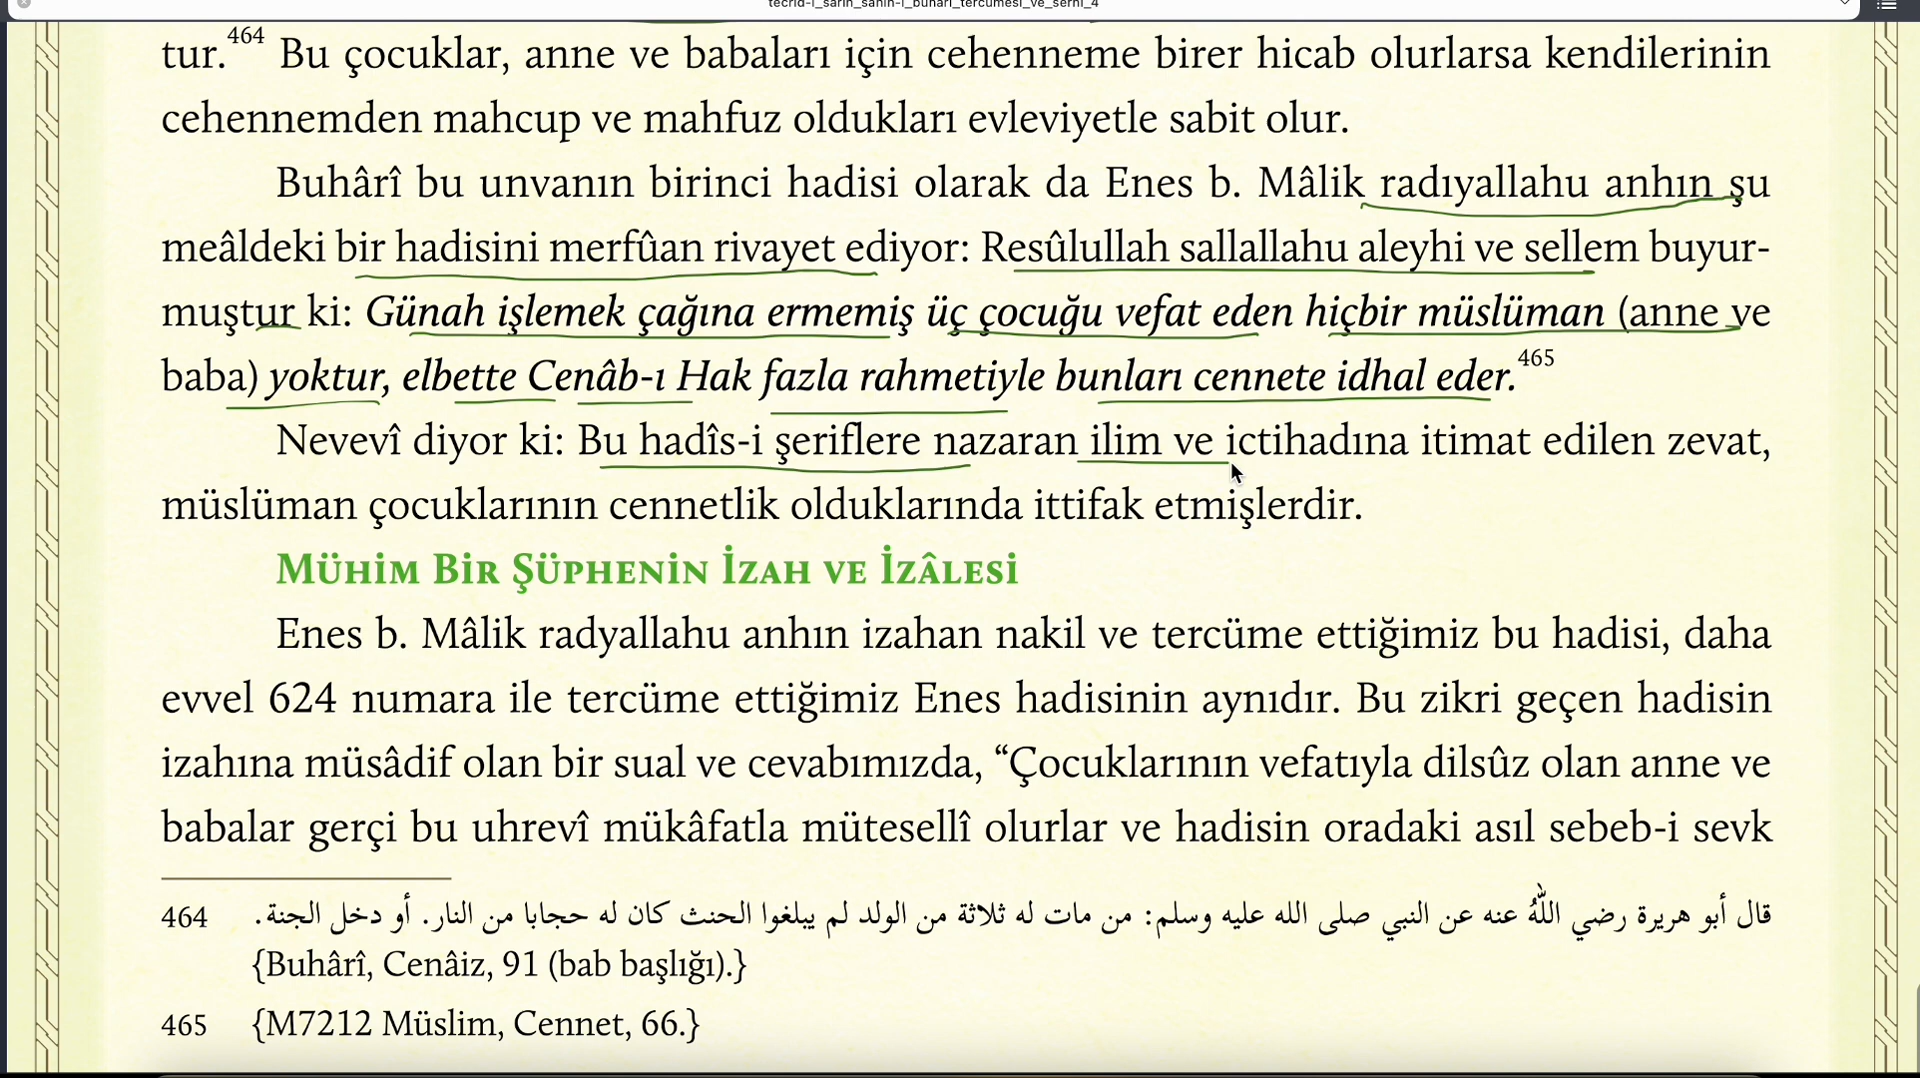 tecrid-i_sarih_sahih-i_buhari_tercumesi_ve_serhi_4
tur.464 Bu çocuklar, anne ve babaları için cehenneme birer hicab olurlarsa kendilerinin
cehennemden mahcup ve mahfuz oldukları evleviyetle sabit olur.
Buhârî bu unvanın birinci hadisi olarak da Enes b. Mâlik radıyallahu anhın şu
meâldeki bir hadisini merfûan rivayet ediyor: Resûlullah sallallahu aleyhi ve sellem buyur-
muştur ki: Günah işlemek çağına ermemiş üç çocuğu vefat eden hiçbir müslüman (anne ve
baba) yoktur, elbette Cenâb-ı Hak fazla rahmetiyle bunları cennete idhal eder.465
Nevevî diyor ki: Bu hadîs-i şeriflere nazaran ilim ve ictihadına itimat edilen zevat,
müslüman çocuklarının cennetlik olduklarında ittifak etmişlerdir.
Mühim Bir Şüphenin İzah ve İzâlesi
Enes b. Mâlik radyallahu anhın izahan nakil ve tercüme ettiğimiz bu hadisi, daha
evvel 624 numara ile tercüme ettiğimiz Enes hadisinin aynıdır. Bu zikri geçen hadisin
izahına müsâdif olan bir sual ve cevabımızda, “Çocuklarının vefatıyla dilsûz olan anne ve
babalar gerçi bu uhrevî mükâfatla mütesellî olurlar ve hadisin oradaki asıl sebeb-i sevk
464 قال أبو هريرة رضي اللهُ عنه عن النبي صلى الله عليه وسلم: من مات له ثلاثة من الولد لم يبلغوا الحنث كان له حجابا من النار. أو دخل الجنة.
{Buhârî, Cenâiz, 91 (bab başlığı).}
465 {M7212 Müslim, Cennet, 66.}